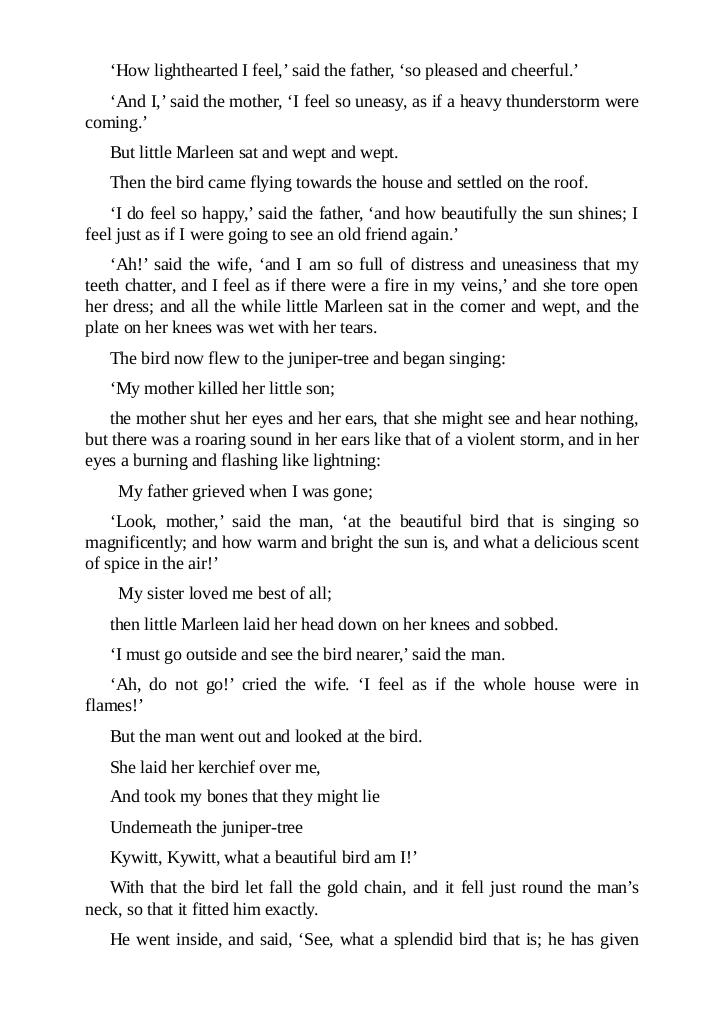 ‘How lighthearted I feel,’ said the father, ‘so pleased and cheerful.’
‘And I,’ said the mother, ‘I feel so uneasy, as if a heavy thunderstorm were
coming.’
But little Marleen sat and wept and wept.
Then the bird came flying towards the house and settled on the roof.
‘I do feel so happy,’ said the father, ‘and how beautifully the sun shines; I
feel just as if I were going to see an old friend again.’
‘Ah!’ said the wife, ‘and I am so full of distress and uneasiness that my
teeth chatter, and I feel as if there were a fire in my veins,’ and she tore open
her dress; and all the while little Marleen sat in the corner and wept, and the
plate on her knees was wet with her tears.
The bird now flew to the juniper-tree and began singing:
‘My mother killed her little son;
the mother shut her eyes and her ears, that she might see and hear nothing,
but there was a roaring sound in her ears like that of a violent storm, and in her
eyes a burning and flashing like lightning:
My father grieved when I was gone;
‘Look, mother,’ said the man, ‘at the beautiful bird that is singing so
magnificently; and how warm and bright the sun is, and what a delicious scent
of spice in the air!’
My sister loved me best of all;
then little Marleen laid her head down on her knees and sobbed.
‘I must go outside and see the bird nearer,’ said the man.
‘Ah, do not go!’ cried the wife. ‘I feel as if the whole house were in
flames!’
But the man went out and looked at the bird.
She laid her kerchief over me,
And took my bones that they might lie
Underneath the juniper-tree
Kywitt, Kywitt, what a beautiful bird am I!’
With that the bird let fall the gold chain, and it fell just round the man’s
neck, so that it fitted him exactly.
He went inside, and said, ‘See, what a splendid bird that is; he has given